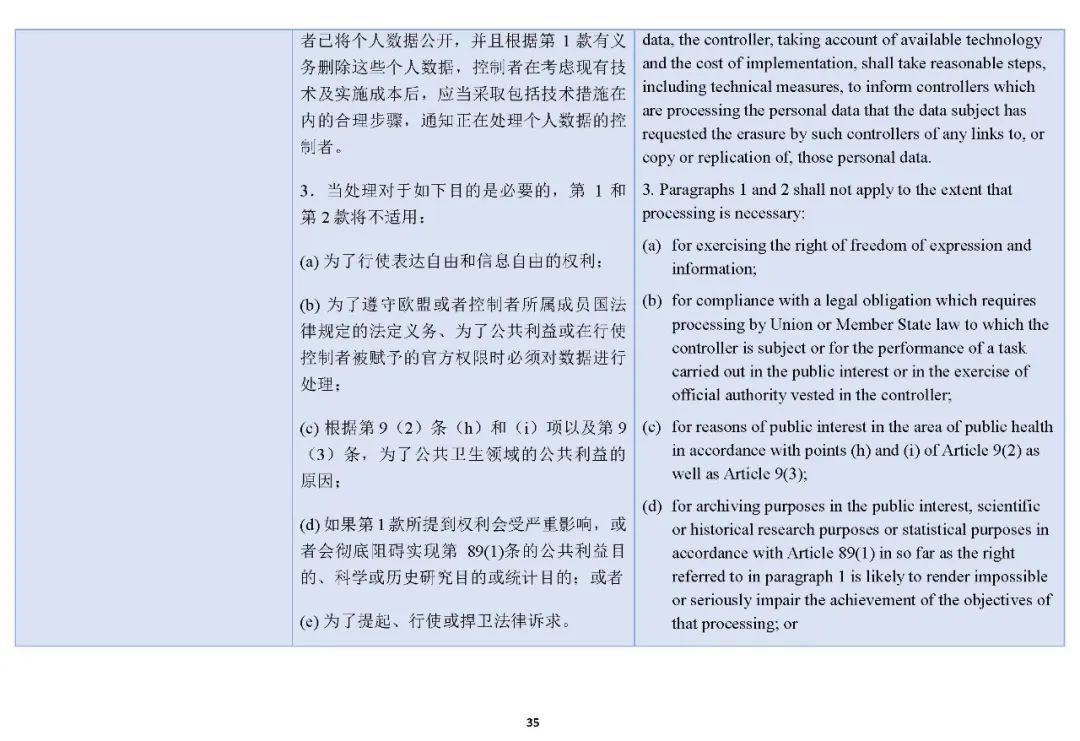 者已将个人数据公开，并且根据第 1 款有义
务删除这些个人数据，控制者在考虑现有技
术及实施成本后，应当采取包括技术措施在
内的合理步骤，通知正在处理个人数据的控
制者。
3．当处理对于如下目的是必要的，第 1 和
第 2 款将不适用：
(a) 为了行使表达自由和信息自由的权利；
(b) 为了遵守欧盟或者控制者所属成员国法
律规定的法定义务、为了公共利益或在行使
控制者被赋予的官方权限时必须对数据进行
处理；
(c) 根据第 9（2）条（h）和（i）项以及第 9
（3）条，为了公共卫生领域的公共利益的
原因；
(d) 如果第 1 款所提到权利会受严重影响，或
者会彻底阻碍实现第 89(1)条的公共利益目
的、科学或历史研究目的或统计目的；或者
(e) 为了提起、行使或捍卫法律诉求。
data, the controller, taking account of available technology
and the cost of implementation, shall take reasonable steps,
including technical measures, to inform controllers which
are processing the personal data that the data subject has
requested the erasure by such controllers of any links to, or
copy or replication of, those personal data.
3. Paragraphs 1 and 2 shall not apply to the extent that
processing is necessary:
(a) for exercising the right of freedom of expression and
information;
(b) for compliance with a legal obligation which requires
processing by Union or Member State law to which the
controller is subject or for the performance of a task
carried out in the public interest or in the exercise of
official authority vested in the controller;
(c) for reasons of public interest in the area of public health
in accordance with points (h) and (i) of Article 9(2) as
well as Article 9(3);
(d) for archiving purposes in the public interest, scientific
or historical research purposes or statistical purposes in
accordance with Article 89(1) in so far as the right
referred to in paragraph 1 is likely to render impossible
or seriously impair the achievement of the objectives of
that processing; or
35